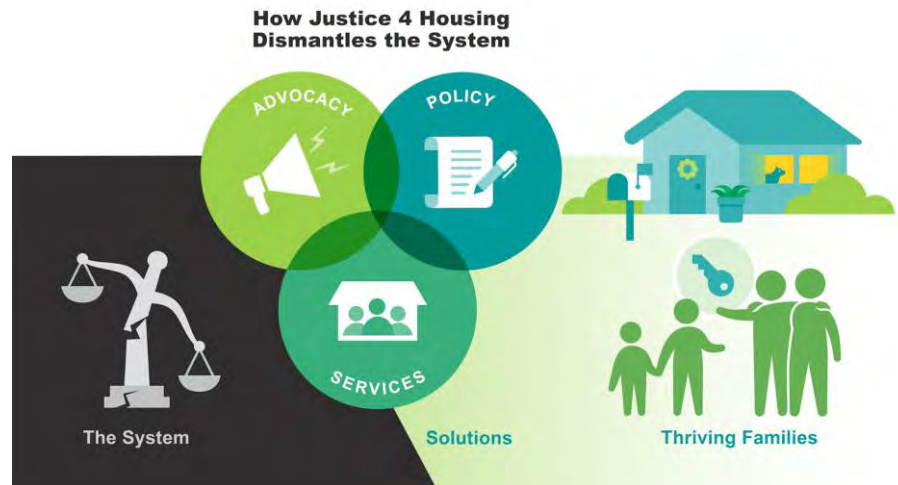 How Justice 4 Housing
Dismantles the System
ADVOCACY
POLICY
SERVICES
The System
Solutions
Thriving Families